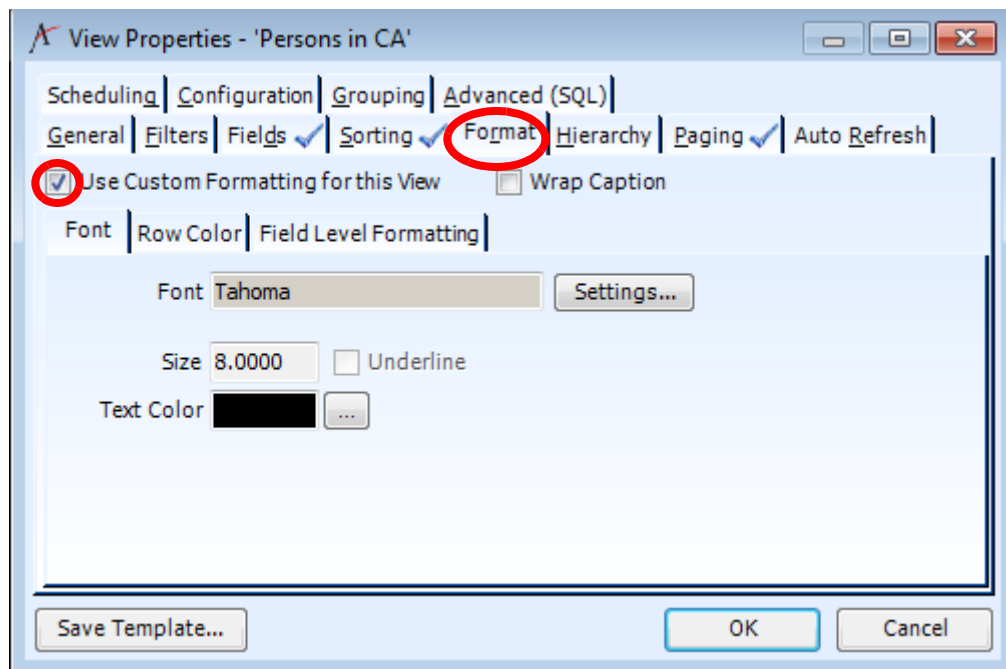 View Properties - 'Persons in CA'
Scheduling Configuration Grouping Advanced (SQL)
General Filters Fields Sorting Format Hierarchy Paging Auto Refresh
Use Custom Formatting for this View Wrap Caption
Font Row Color Field Level Formatting
Font Tahoma Settings...
Size 8.0000 Underline
Text Color ...
Save Template... OK Cancel